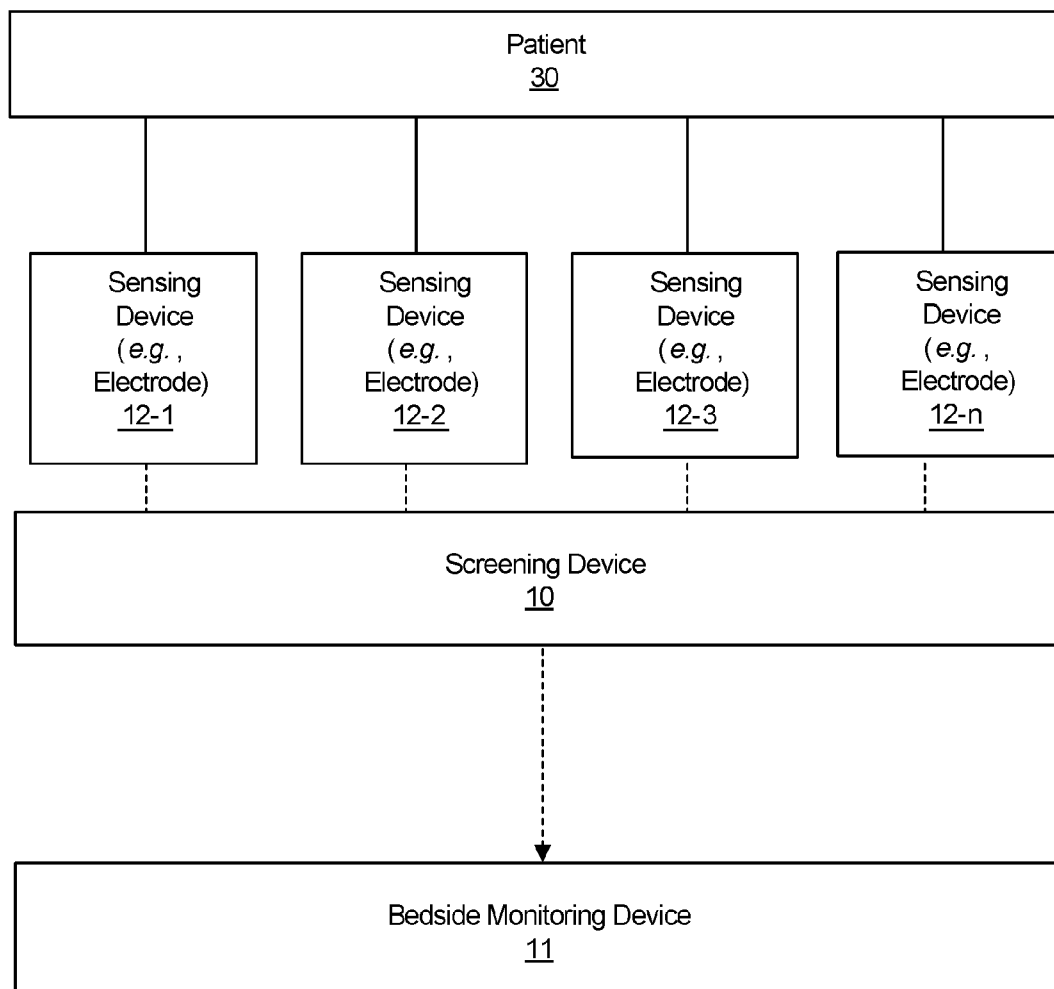 Patient
30
Sensing
Device
(e.g. ,
Electrode)
12-1
Sensing
Device
(e.g. ,
Electrode)
12-2
Sensing
Device
(e.g. ,
Electrode)
12-3
Sensing
Device
(e.g. ,
Electrode)
12-n
Screening Device
10
Bedside Monitoring Device
11